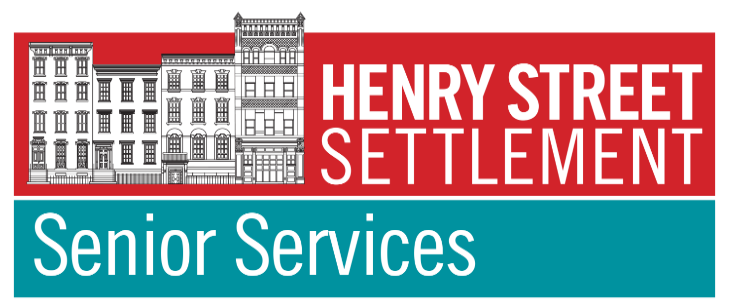 HENRY STREET
SETTLEMENT
Senior Services